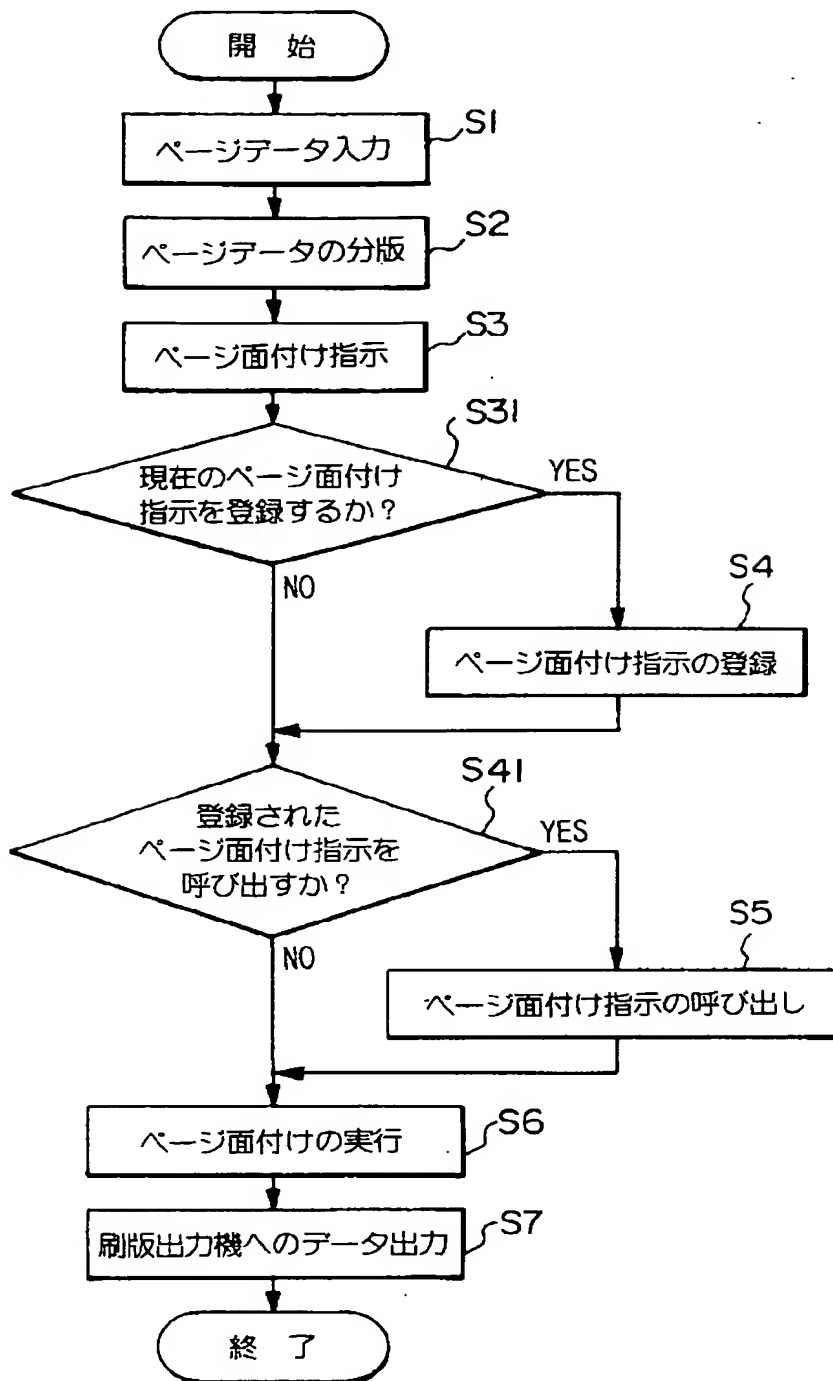 開 始
S1
ページデータ入力
S2
ページデータの分版
S3
ページ面付け指示
S31
現在のページ面付け
指示を登録するか？
YES
NO
S4
ページ面付け指示の登録
S41
登録された
ページ面付け指示を
呼び出すか？
YES
NO
S5
ページ面付け指示の呼び出し
ページ面付けの実行
S6
刷版出力機へのデータ出力
S7
終 了